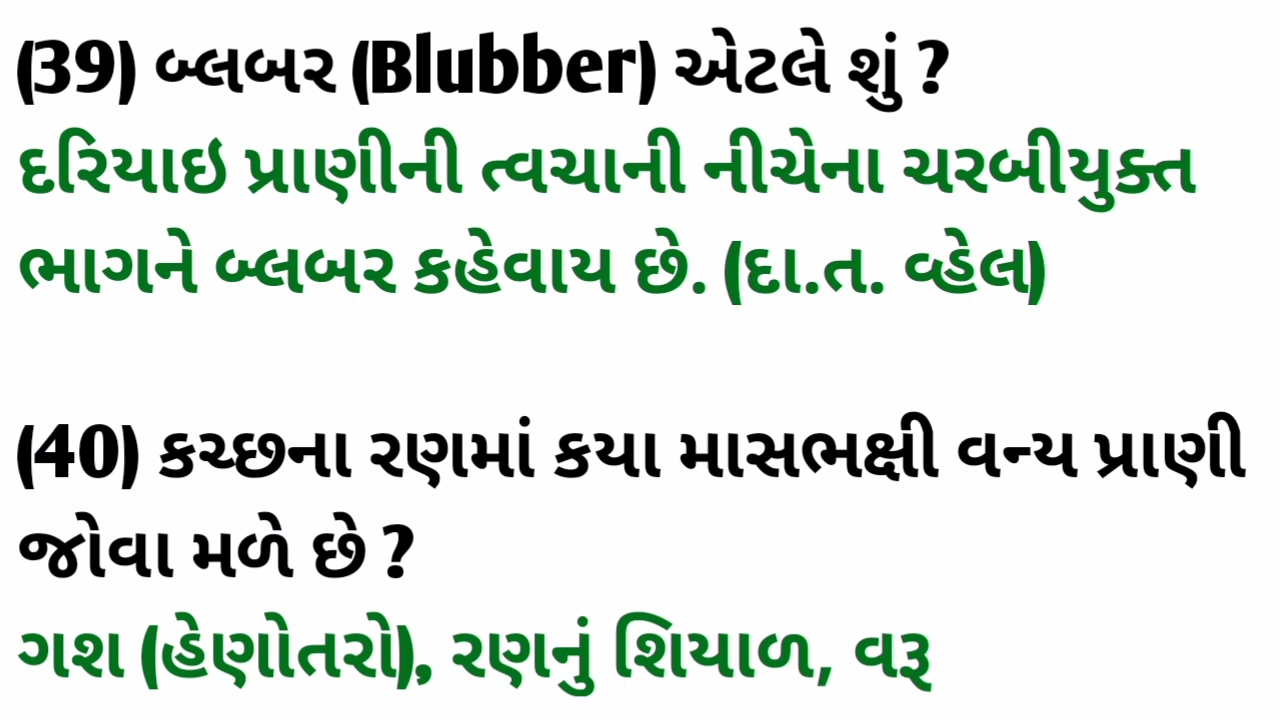 (39) બ્લબર (Blubber) એટલે શું ?
દરિયાઇ પ્રાણીની ત્વચાની નીચેના ચરબીયુક્ત
ભાગને બ્લબર કહેવાય છે. (દા.ત. વ્હેલ)
(40) કચ્છના રણમાં કયા માસભક્ષી વન્ય પ્રાણી
જોવા મળે છે ?
ગશ (હેણોતરો), રણનું શિયાળ, વરૂ